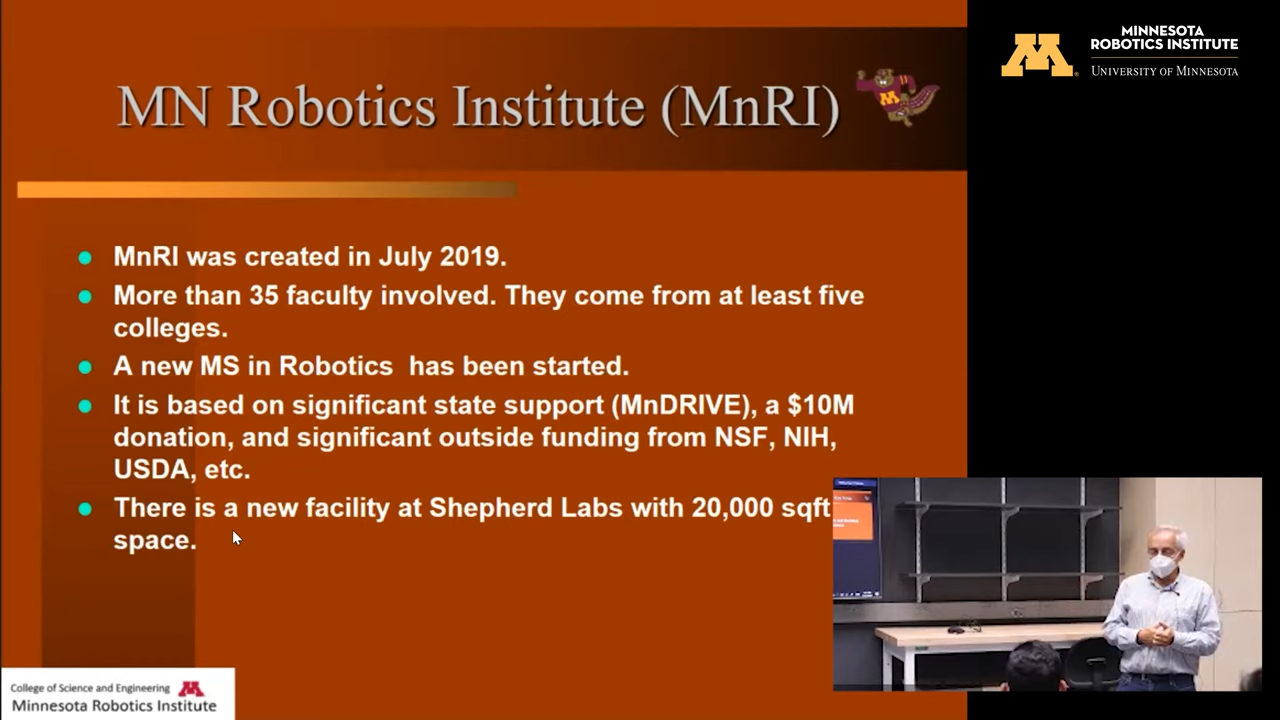 MN Robotics Institute (MnRI)
MINNESOTA
ROBOTICS INSTITUTE
UNIVERSITY OF MINNESOTA
MnRI was created in July 2019.
More than 35 faculty involved. They come from at least five
colleges.
A new MS in Robotics  has been started.
It is based on significant state support (MnDRIVE), a $10M
donation, and significant outside funding from NSF, NIH,
USDA, etc.
There is a new facility at Shepherd Labs with 20,000 sqft
space.
College of Science and Engineering
Minnesota Robotics Institute